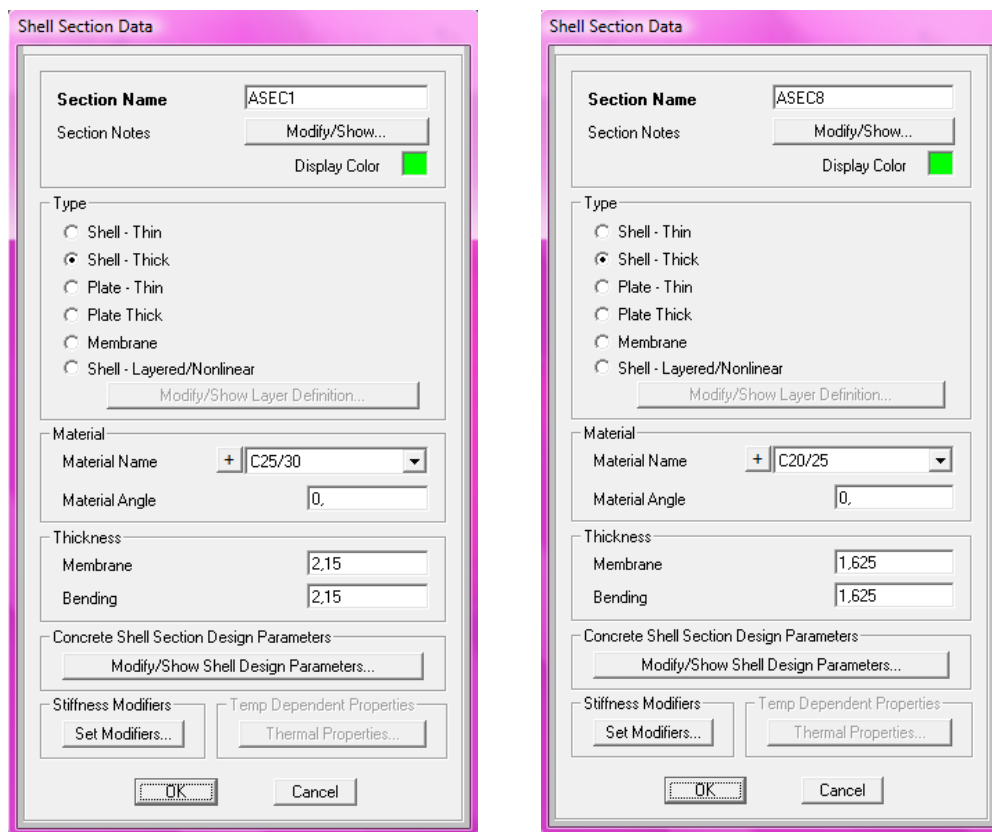 Shell Section Data
Section Name ASEC1
Section Notes Modify/Show...
Display Color
Type
Shell - Thin
Shell - Thick
Plate - Thin
Plate Thick
Membrane
Shell - Layered/Nonlinear
Modify/Show Layer Definition...
Material
Material Name + C25/30
Material Angle 0,
Thickness
Membrane 2,15
Bending 2,15
Concrete Shell Section Design Parameters
Modify/Show Shell Design Parameters...
Stiffness Modifiers Temp Dependent Properties
Set Modifiers... Thermal Properties...
OK Cancel
Shell Section Data
Section Name ASEC8
Section Notes Modify/Show...
Display Color
Type
Shell - Thin
Shell - Thick
Plate - Thin
Plate Thick
Membrane
Shell - Layered/Nonlinear
Modify/Show Layer Definition...
Material
Material Name + C20/25
Material Angle 0,
Thickness
Membrane 1,625
Bending 1,625
Concrete Shell Section Design Parameters
Modify/Show Shell Design Parameters...
Stiffness Modifiers Temp Dependent Properties
Set Modifiers... Thermal Properties...
OK Cancel